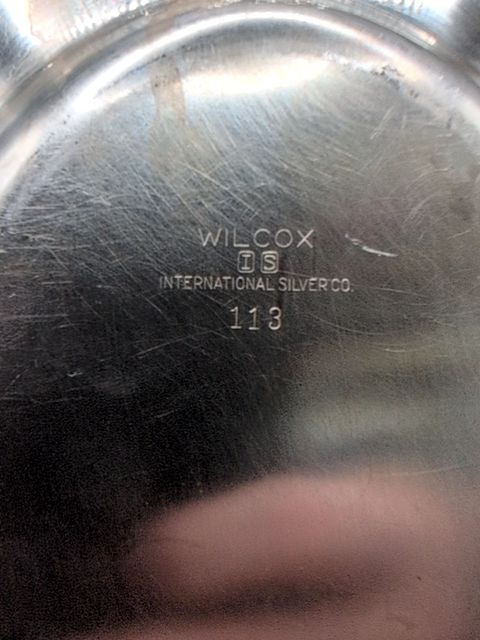 WILCOX
IS
INTERNATIONAL SILVER CO.
113